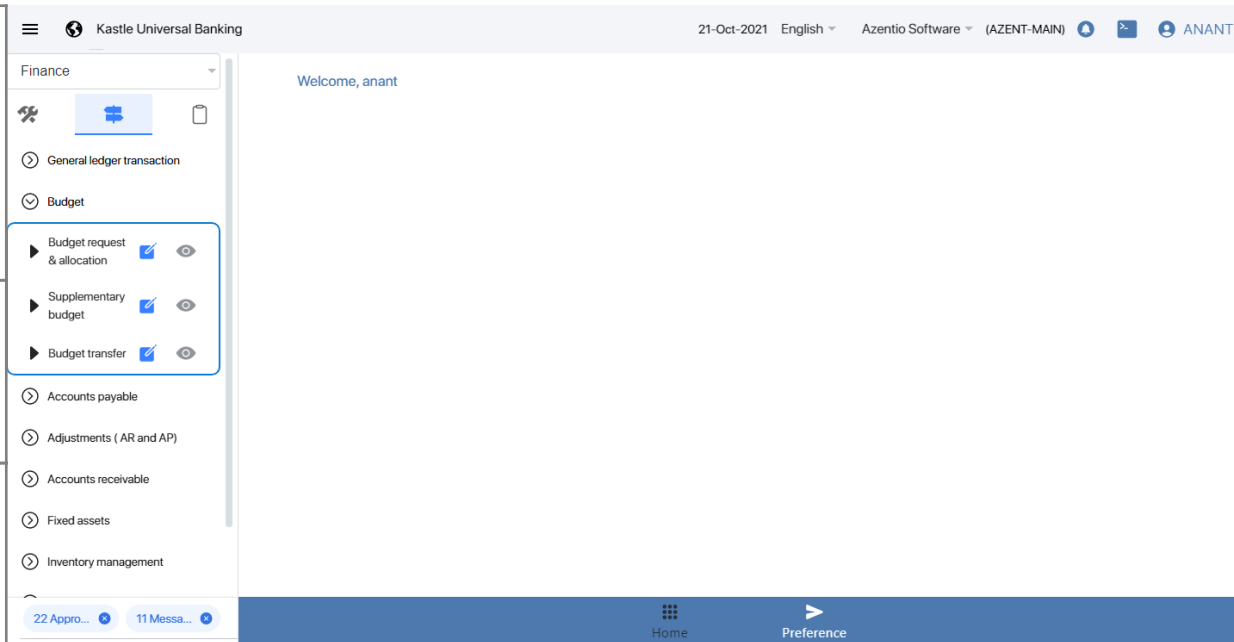 Kastle Universal Banking
21-Oct-2021 English Azentio Software (AZENT-MAIN) ANANT
Finance
Welcome, anant
General ledger transaction
Budget
Budget request
& allocation
Supplementary
budget
Budget transfer
Accounts payable
Adjustments ( AR and AP)
Accounts receivable
Fixed assets
Inventory management
22 Appro... 11 Messa...
Home Preference